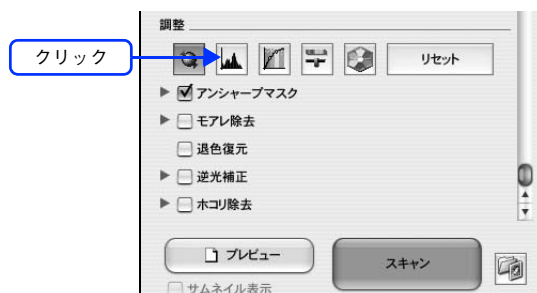 調整
クリック
リセット
アンシャープマスク
モアレ除去
退色復元
逆光補正
ホコリ除去
プレビュー
スキャン
サムネイル表示